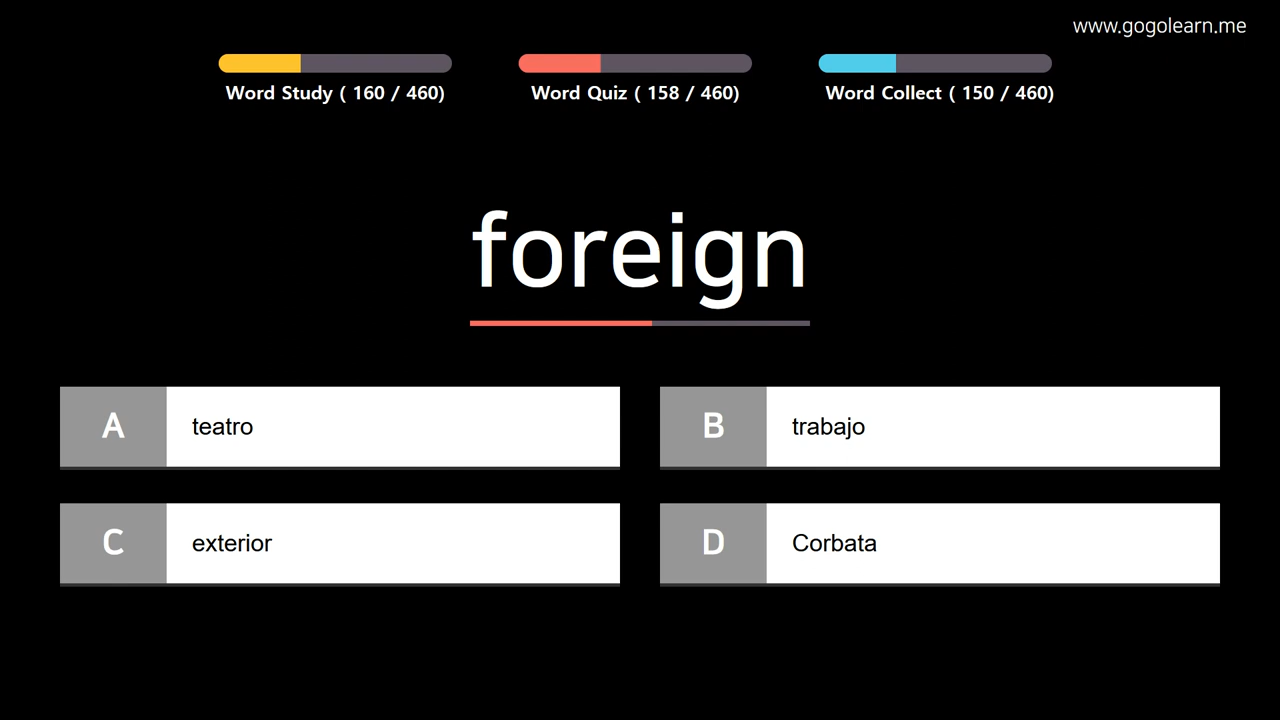 www.gogolearn.me
Word Study ( 160 / 460)
Word Quiz ( 158 / 460)
Word Collect ( 150 / 460)
foreign
A
teatro
B
trabajo
C
exterior
D
Corbata